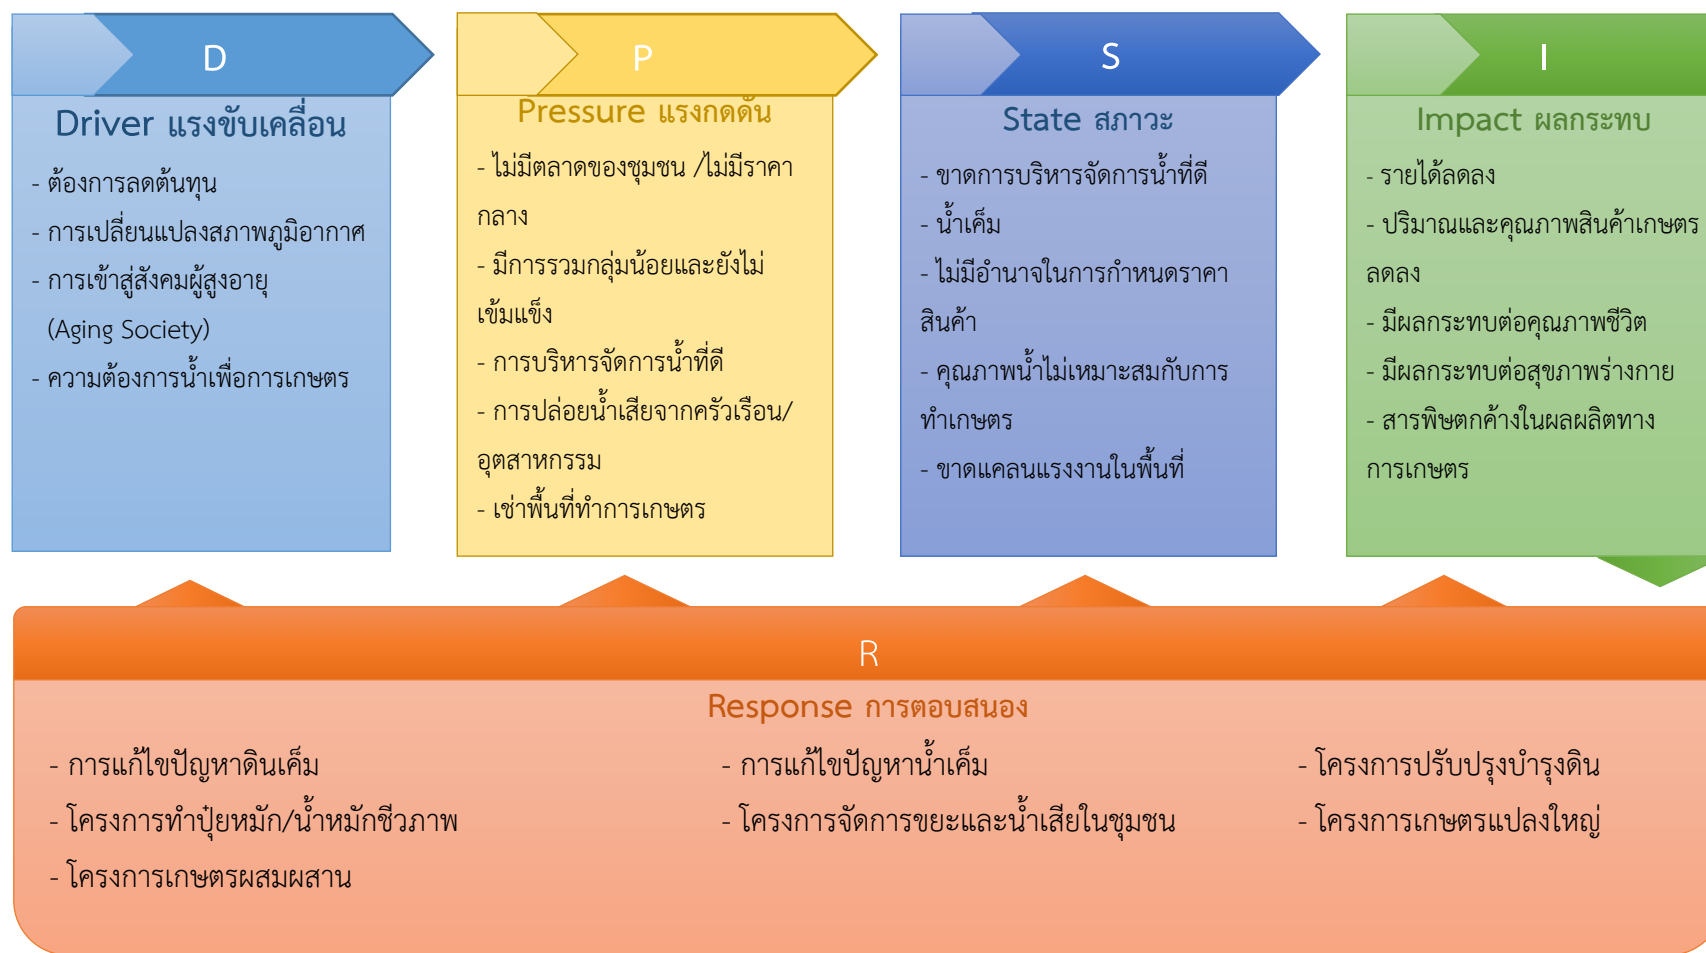 D
Driver แรงขับเคลื่อน
- ต้องการลดต้นทุน
- การเปลี่ยนแปลงสภาพภูมิอากาศ
- การเข้าสู่สังคมผู้สูงอายุ
(Aging Society)
- ความต้องการน้ำเพื่อการเกษตร
P
Pressure แรงกดดัน
- ไม่มีตลาดของชุมชน /ไม่มีราคา
กลาง
- มีการรวมกลุ่มน้อยและยังไม่
เข้มแข็ง
- การบริหารจัดการน้ำที่ดี
- การปล่อยน้ำเสียจากครัวเรือน/
อุตสาหกรรม
- เช่าพื้นที่ทำการเกษตร
S
State สภาวะ
- ขาดการบริหารจัดการน้ำที่ดี
- น้ำเค็ม
- ไม่มีอำนาจในการกำหนดราคา
สินค้า
- คุณภาพน้ำไม่เหมาะสมกับการ
ทำเกษตร
- ขาดแคลนแรงงานในพื้นที่
I
Impact ผลกระทบ
- รายได้ลดลง
- ปริมาณและคุณภาพสินค้าเกษตร
ลดลง
- มีผลกระทบต่อคุณภาพชีวิต
- มีผลกระทบต่อสุขภาพร่างกาย
- สารพิษตกค้างในผลผลิตทาง
การเกษตร
R
Response การตอบสนอง
- การแก้ไขปัญหาดินเค็ม
- โครงการทำปุ๋ยหมัก/น้ำหมักชีวภาพ
- โครงการเกษตรผสมผสาน
- การแก้ไขปัญหาน้ำเค็ม
- โครงการจัดการขยะและน้ำเสียในชุมชน
- โครงการปรับปรุงบำรุงดิน
- โครงการเกษตรแปลงใหญ่